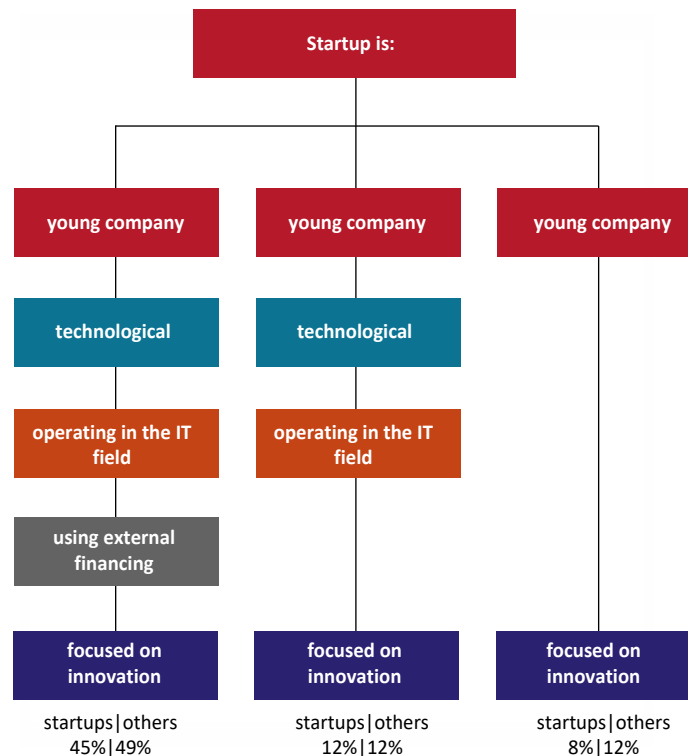 Startup is:
young company
young company
young company
technological
technological
operating in the IT
field
operating in the IT
field
using external
financing
focused on
innovation
focused on
innovation
focused on
innovation
startups|others
45%|49%
startups|others
12%|12%
startups|others
8%|12%